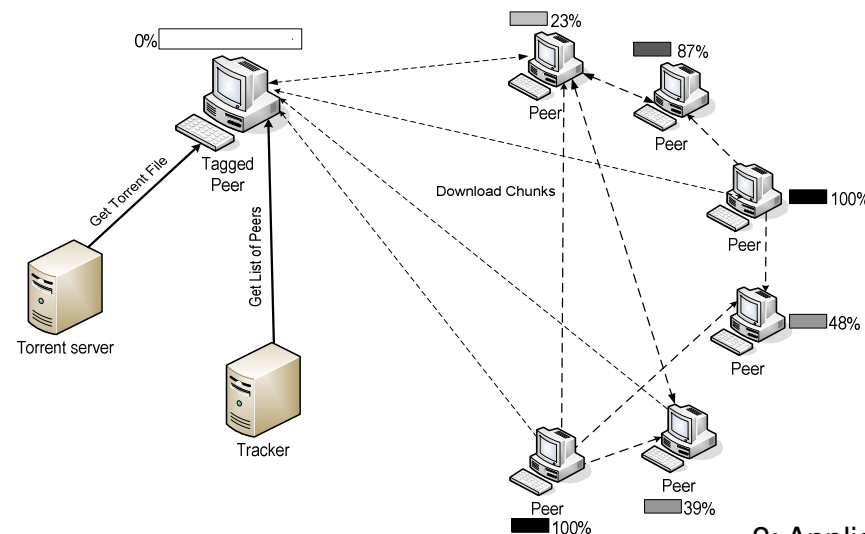 0%
23%
87%
Peer
Peer
Tagged
Peer
Get Torrent File
Get List of Peers
Download Chunks
100%
Peer
48%
Peer
Torrent server
Tracker
Peer
39%
Peer
100%